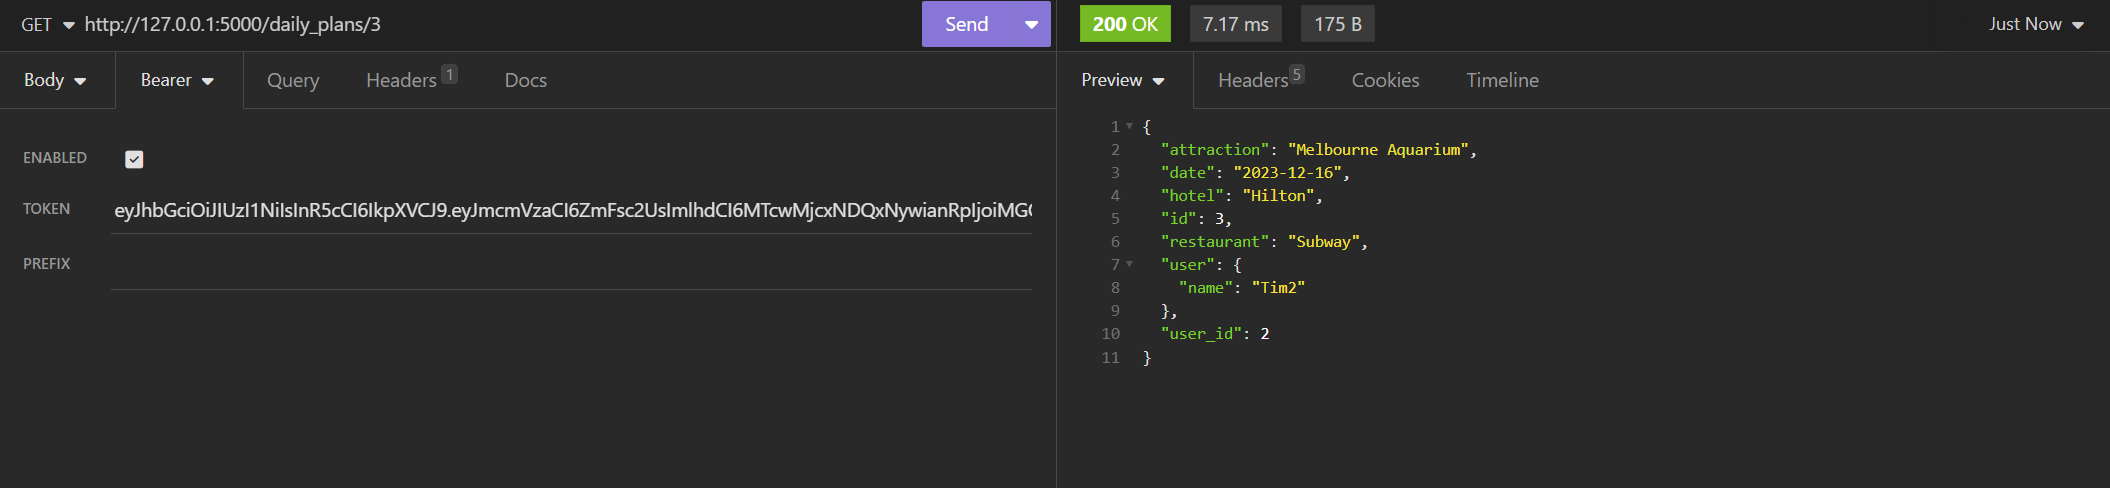 GET http://127.0.0.1:5000/daily_plans/3 Send
200 OK 7.17 ms 175 B Just Now
Body Bearer Query Headers 1 Docs
Preview Headers 5 Cookies Timeline
ENABLED
TOKEN eyJhbGciOiJIUzI1NiIsInR5cCI6IkpXVCJ9.eyJmcmVzaCI6ZmFsc2UsImlhdCI6MTcwMjcxNDQxNywianRpIjoiMG
PREFIX
1 {
2 "attraction": "Melbourne Aquarium",
3 "date": "2023-12-16",
4 "hotel": "Hilton",
5 "id": 3,
6 "restaurant": "Subway",
7 "user": {
8 "name": "Tim2"
9 },
10 "user_id": 2
11 }